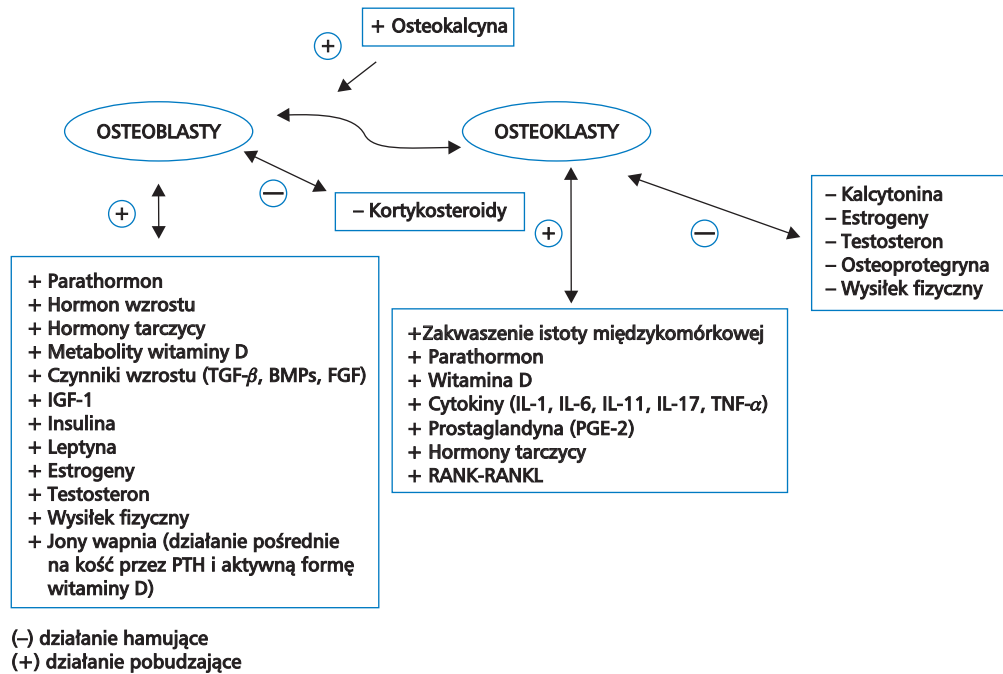 + Osteokalcyna
+
OSTEOBLASTY
OSTEOKLASTY
+
–
– Kortykosteroidy
+
–
– Kalcytonina
– Estrogeny
– Testosteron
– Osteoprotegryna
– Wysiłek fizyczny
+ Parathormon
+ Hormon wzrostu
+ Hormony tarczycy
+ Metabolity witaminy D
+ Czynniki wzrostu (TGF-β, BMPs, FGF)
+ IGF-1
+ Insulina
+ Leptyna
+ Estrogeny
+ Testosteron
+ Wysiłek fizyczny
+ Jony wapnia (działanie pośrednie
na kość przez PTH i aktywną formę
witaminy D)
+Zakwaszenie istoty międzykomórkowej
+ Parathormon
+ Witamina D
+ Cytokiny (IL-1, IL-6, IL-11, IL-17, TNF-α)
+ Prostaglandyna (PGE-2)
+ Hormony tarczycy
+ RANK-RANKL
(–) działanie hamujące
(+) działanie pobudzające